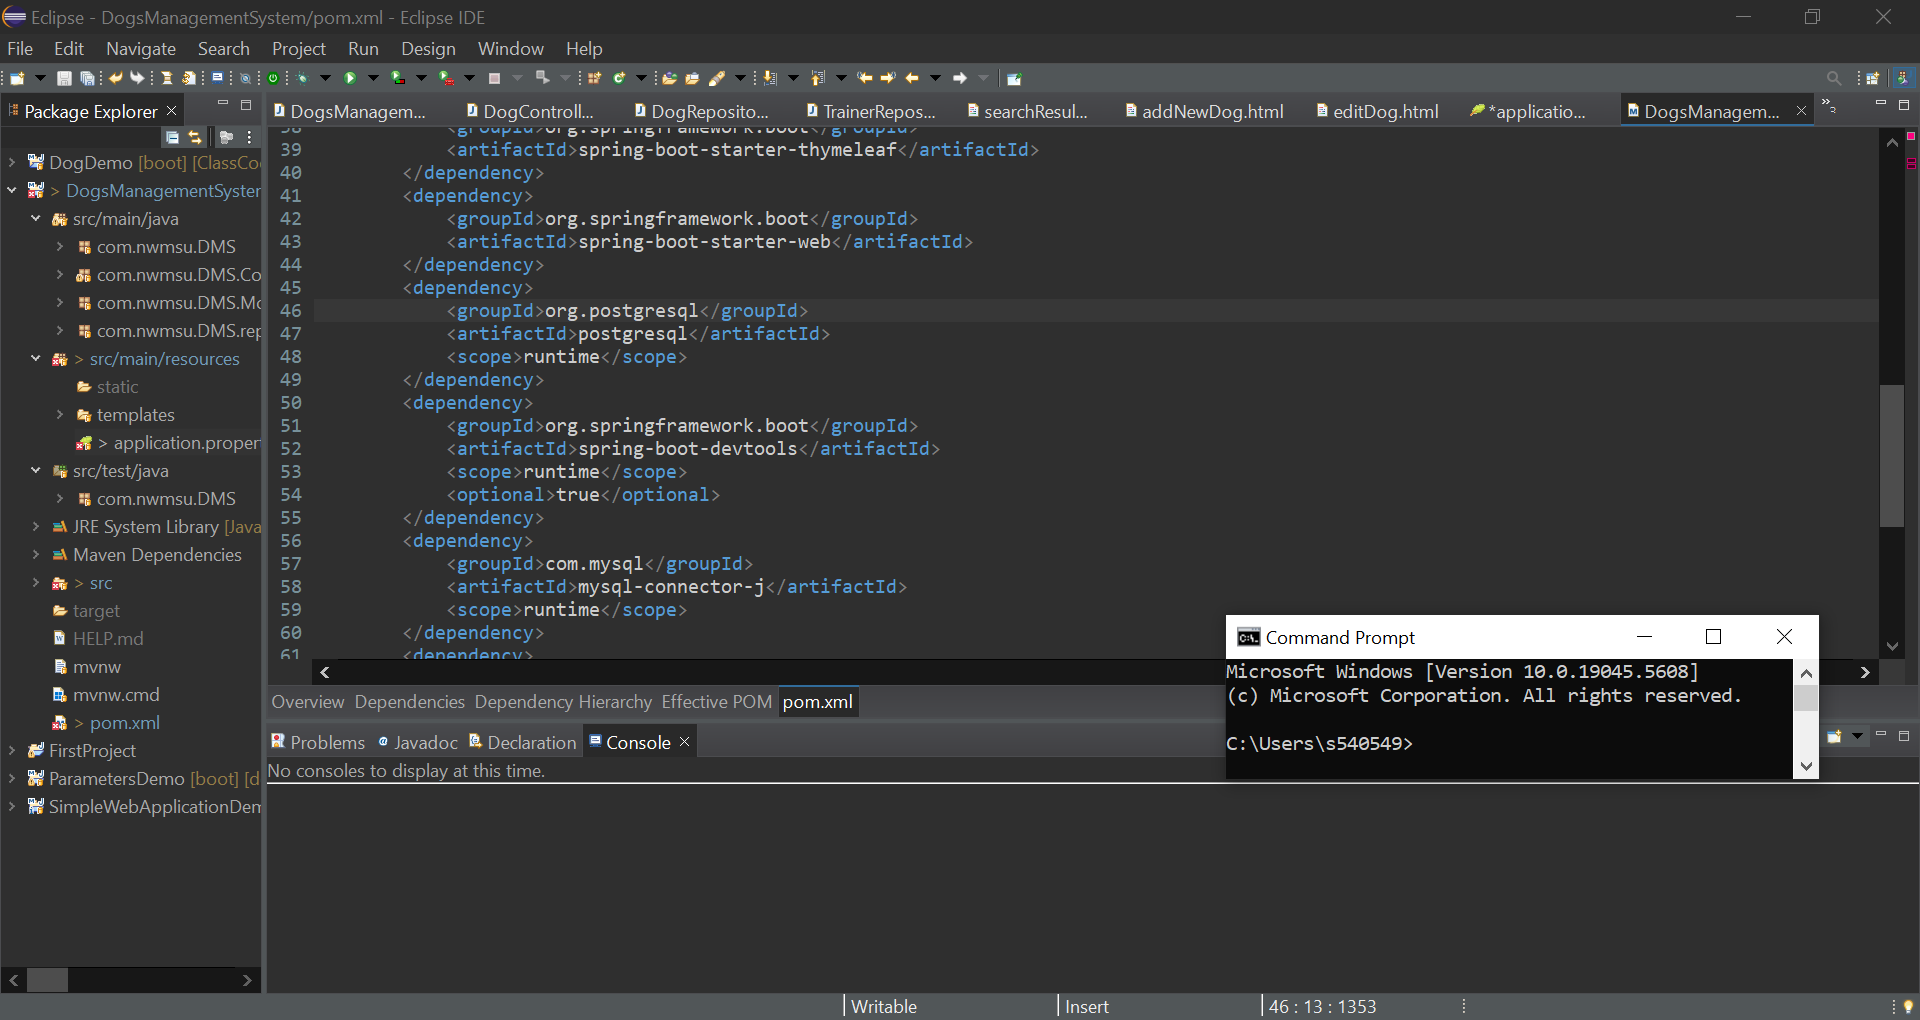 Eclipse - DogsManagementSystem/pom.xml - Eclipse IDE
File Edit Navigate Search Project Run Design Window Help
Package Explorer
DogDemo [boot] [ClassCo
> DogsManagementSyster
src/main/java
com.nwmsu.DMS
com.nwmsu.DMS.Co
com.nwmsu.DMS.Mo
com.nwmsu.DMS.rep
> src/main/resources
static
templates
> application.proper
src/test/java
com.nwmsu.DMS
JRE System Library [Java
Maven Dependencies
> src
target
HELP.md
mvnw
mvnw.cmd
> pom.xml
FirstProject
ParametersDemo [boot] [d
SimpleWebApplicationDem
DogsManagem... DogControll... DogReposito... TrainerRepos... searchResul... addNewDog.html editDog.html *applicatio... DogsManagem...
38 <groupId>org.springframework.boot</groupId>
39 <artifactId>spring-boot-starter-thymeleaf</artifactId>
40 </dependency>
41 <dependency>
42 <groupId>org.springframework.boot</groupId>
43 <artifactId>spring-boot-starter-web</artifactId>
44 </dependency>
45 <dependency>
46 <groupId>org.postgresql</groupId>
47 <artifactId>postgresql</artifactId>
48 <scope>runtime</scope>
49 </dependency>
50 <dependency>
51 <groupId>org.springframework.boot</groupId>
52 <artifactId>spring-boot-devtools</artifactId>
53 <scope>runtime</scope>
54 <optional>true</optional>
55 </dependency>
56 <dependency>
57 <groupId>com.mysql</groupId>
58 <artifactId>mysql-connector-j</artifactId>
59 <scope>runtime</scope>
60 </dependency>
61 <dependency>
Overview Dependencies Dependency Hierarchy Effective POM pom.xml
Problems Javadoc Declaration Console
No consoles to display at this time.
Command Prompt
Microsoft Windows [Version 10.0.19045.5608]
(c) Microsoft Corporation. All rights reserved.
C:\Users\s540549>
Writable Insert 46 : 13 : 1353